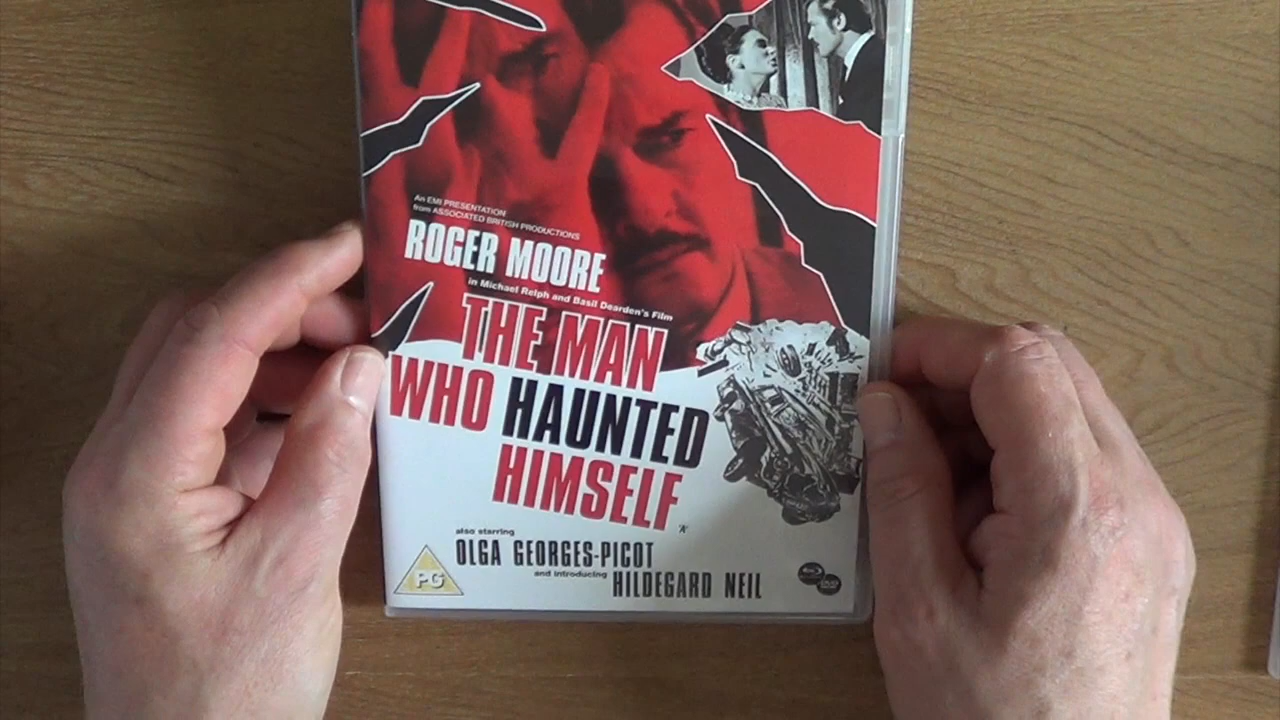 An EMI PRESENTATION
from ASSOCIATED BRITISH PRODUCTIONS
ROGER MOORE
in Michael Relph and Basil Dearden's Film
THE MAN
WHO HAUNTED
HIMSELF
'A'
also starring
OLGA GEORGES-PICOT
and introducing HILDEGARD NEIL
PG